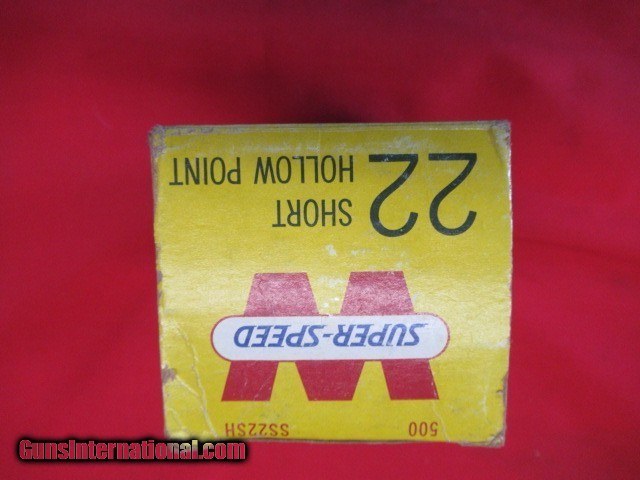 500 SS22SH
W
SUPER-SPEED
22 SHORT
HOLLOW POINT
GunsInternational.com